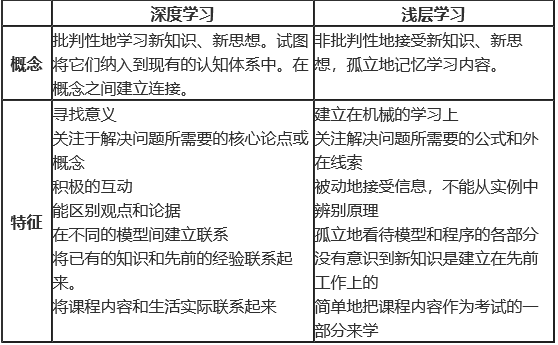 深度学习
浅层学习
概念
批判性地学习新知识、新思想。试图
将它们纳入到现有的认知体系中。在
概念之间建立连接。
非批判性地接受新知识、新思
想，孤立地记忆学习内容。
特征
寻找意义
关注于解决问题所需要的核心论点或
概念
积极的互动
能区别观点和论据
在不同的模型间建立联系
将已有的知识和先前的经验联系起
来。
将课程内容和生活实际联系起来
建立在机械的学习上
关注解决问题所需要的公式和外
在线索
被动地接受信息，不能从实例中
辨别原理
孤立地看待模型和程序的各部分
没有意识到新知识是建立在先前
工作上的
简单地把课程内容作为考试的一
部分来学